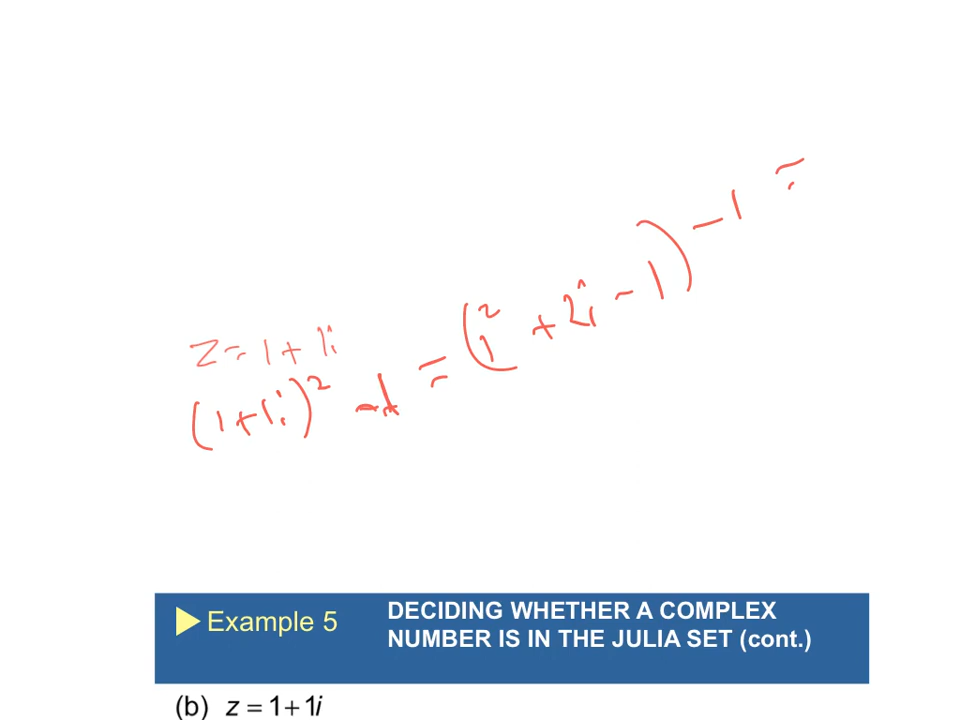 z = 1 + 1i
(1+1i)² -1 = (1² + 2i - 1) - 1 =
Example 5
DECIDING WHETHER A COMPLEX
NUMBER IS IN THE JULIA SET (cont.)
(b) z = 1 + 1i